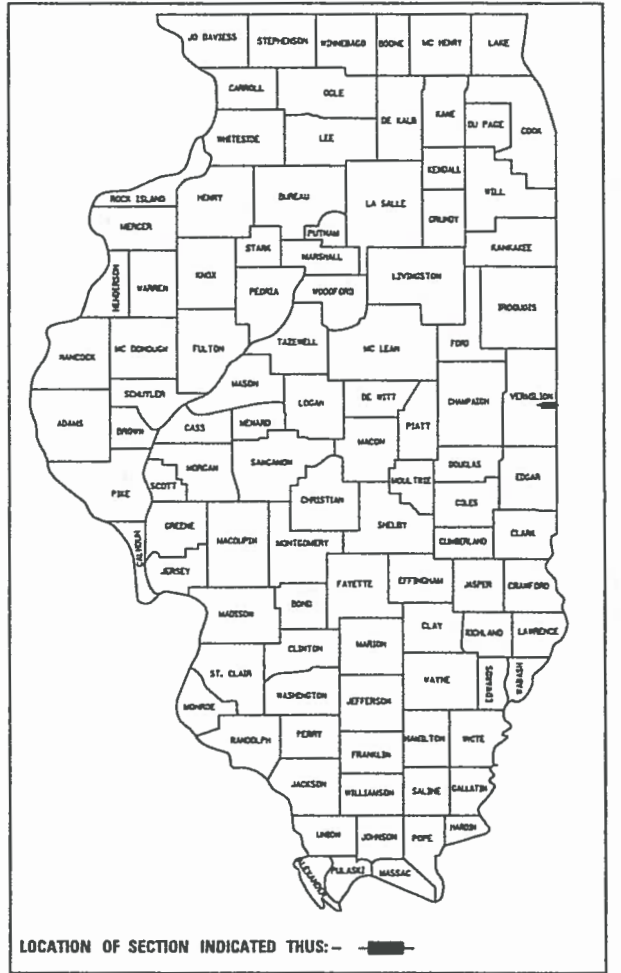 JO DAVIESS STEPHENSON WINNEBAGO BOONE MC HENRY LAKE
CARROLL OGLE DE KALB KANE DU PAGE COOK
WHITESIDE LEE KENDALL WILL
ROCK ISLAND HENRY BUREAU LA SALLE GRUNDY
MERCER PUTNAM KANKAKEE
STARK MARSHALL
HENDERSON WARREN KNOX PEORIA WOODFORD LIVINGSTON IROQUOIS
HANCOCK MC DONOUGH FULTON TAZEWELL MC LEAN FORD
MASON
SCHUYLER LOGAN DE WITT CHAMPAIGN VERMILION
ADAMS BROWN CASS MENARD MACON PIATT
MORGAN SANGAMON DOUGLAS EDGAR
PIKE SCOTT CHRISTIAN MOULTRIE COLES
GREENE MACOUPIN MONTGOMERY SHELBY CUMBERLAND CLARK
CALHOUN JERSEY FAYETTE EFFINGHAM JASPER CRAWFORD
MADISON BOND
CLINTON MARION CLAY RICHLAND LAWRENCE
ST. CLAIR WASHINGTON JEFFERSON WAYNE EDWARDS WABASH
MONROE
RANDOLPH PERRY FRANKLIN HAMILTON WHITE
JACKSON WILLIAMSON SALINE GALLATIN
UNION JOHNSON POPE HARDIN
ALEXANDER PULASKI MASSAC
LOCATION OF SECTION INDICATED THUS:-